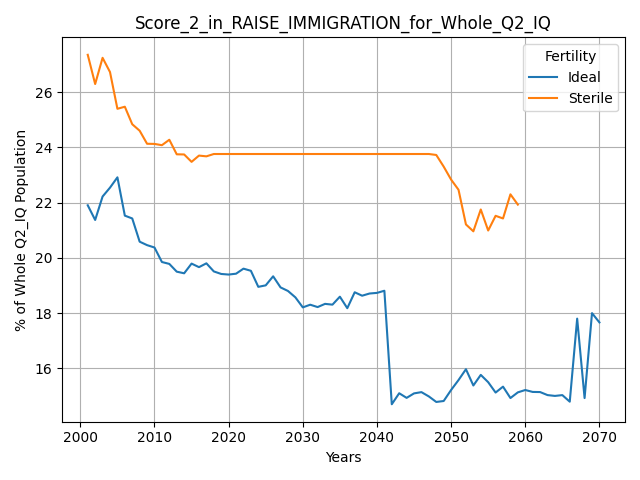 Score_2_in_RAISE_IMMIGRATION_for_Whole_Q2_IQ
Fertility
Ideal
Sterile
% of Whole Q2_IQ Population
26
24
22
20
18
16
2000 2010 2020 2030 2040 2050 2060 2070
Years